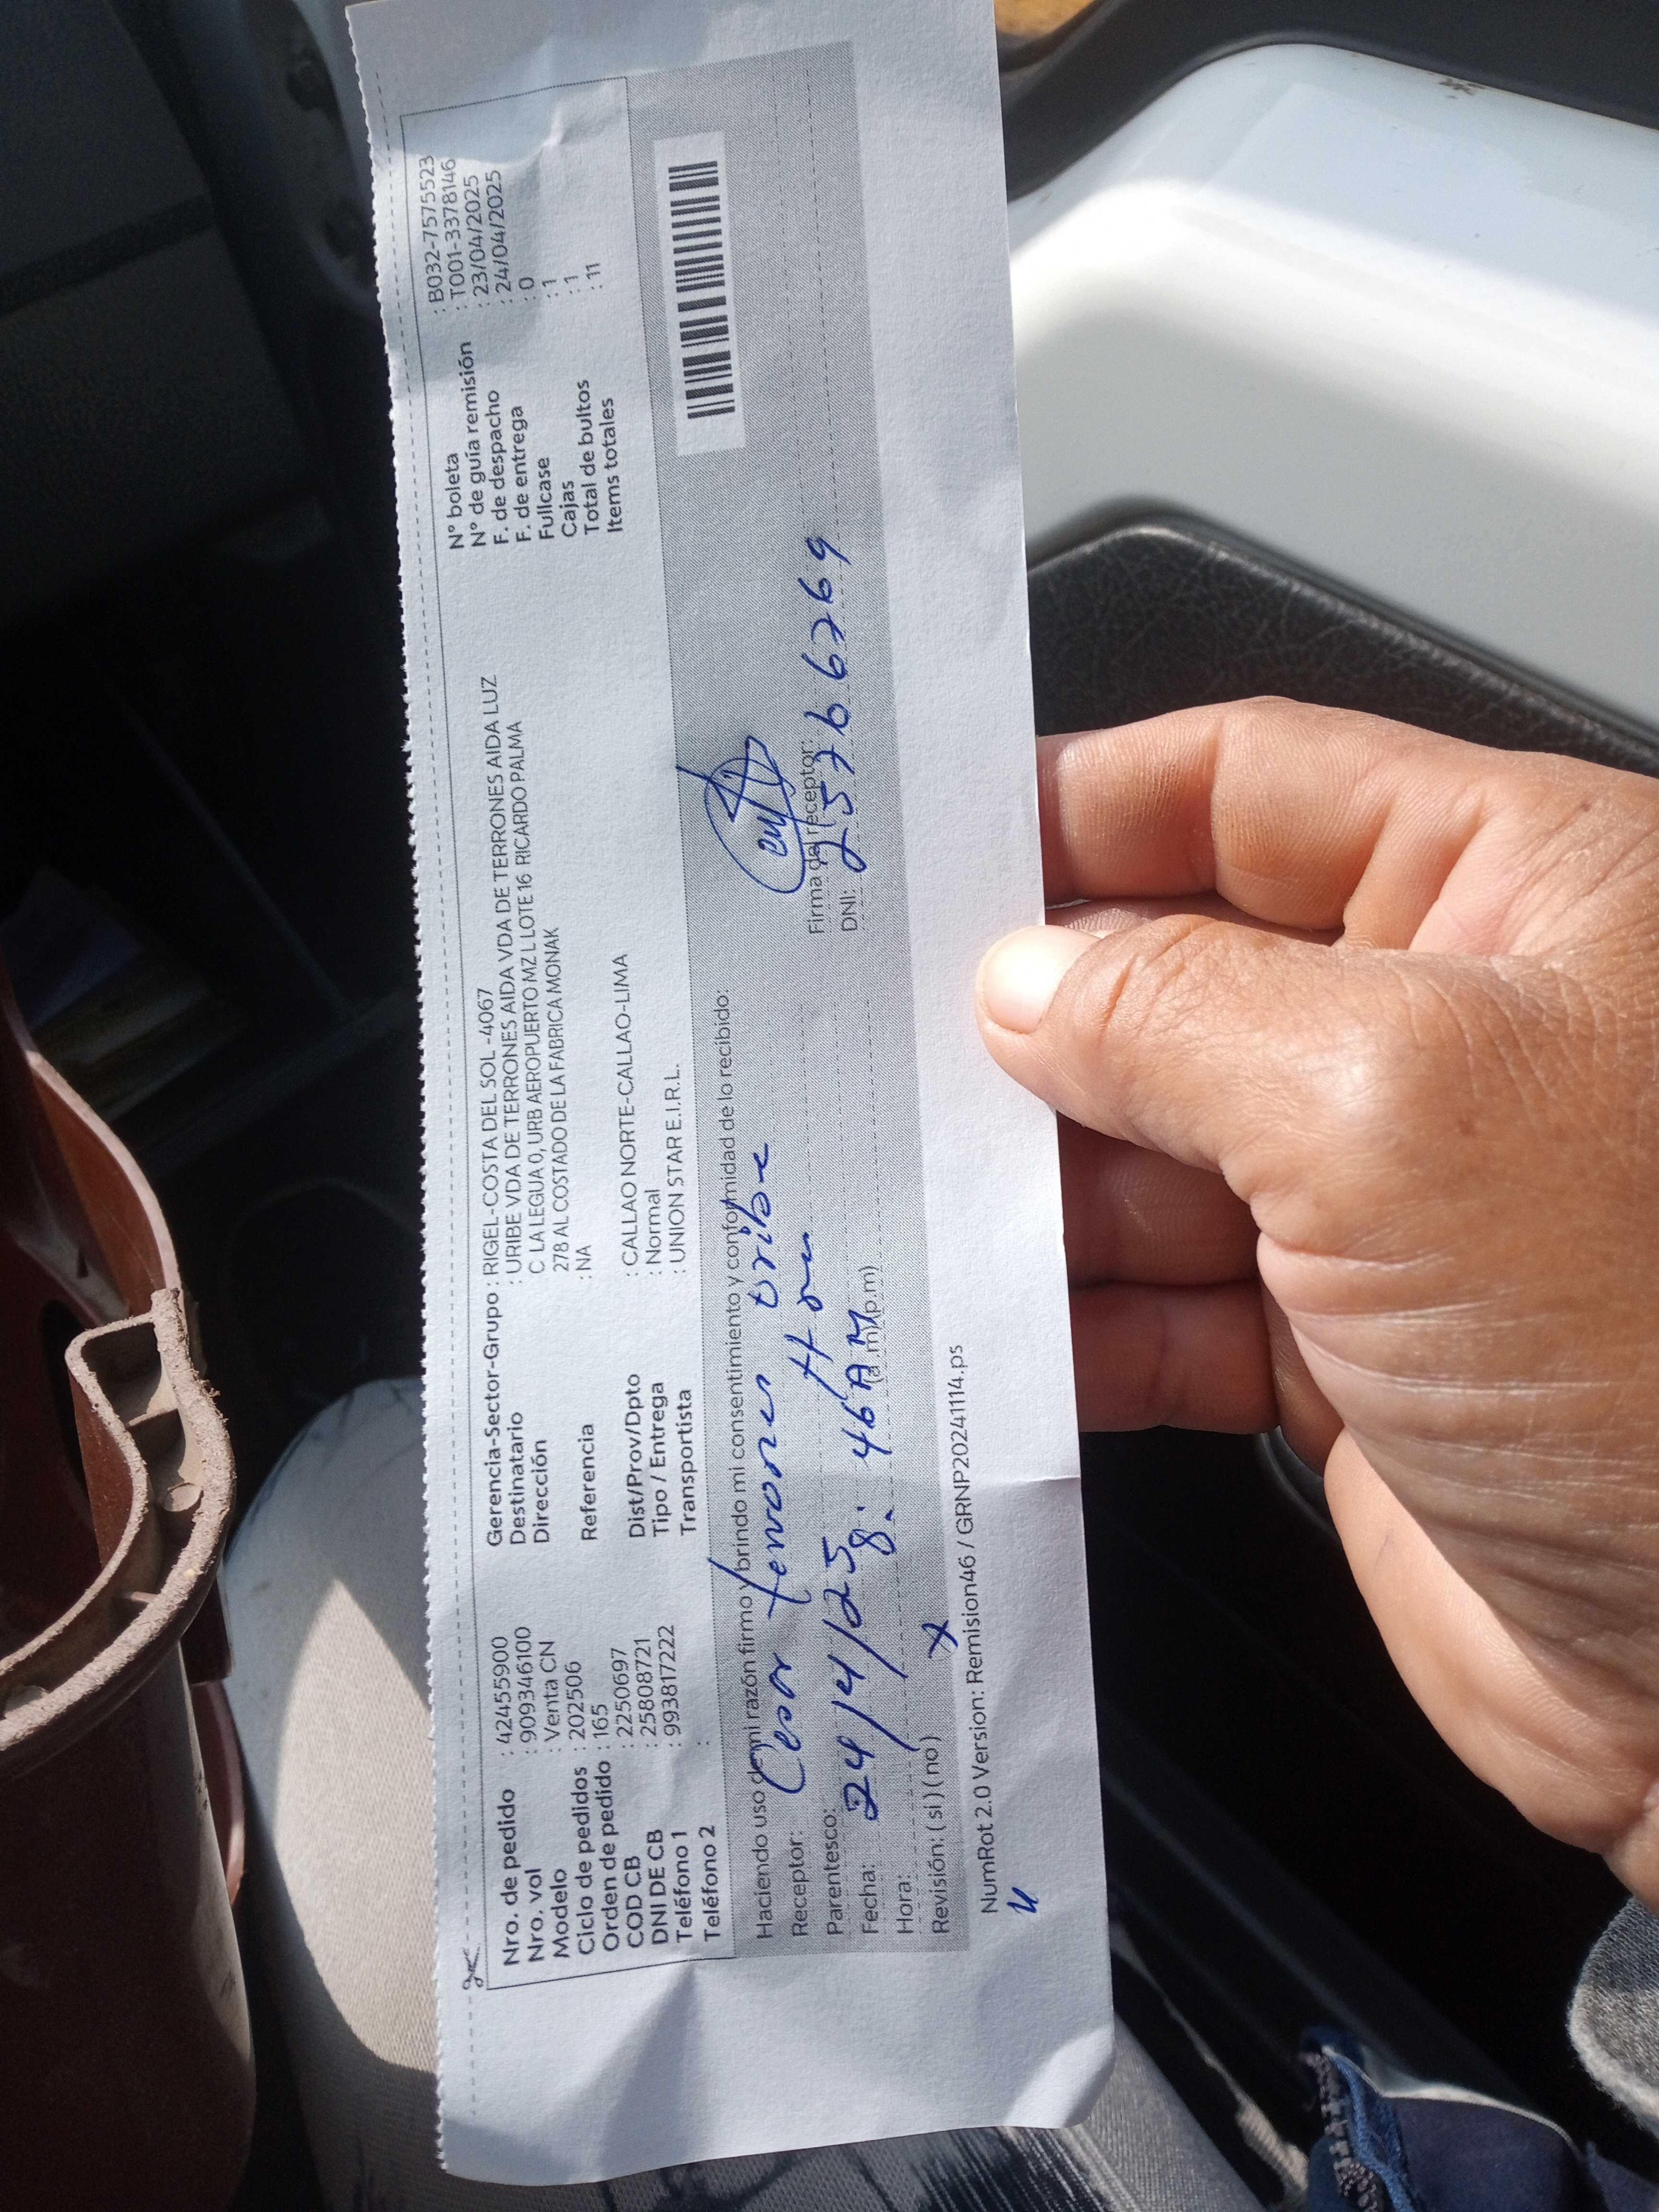 Nro. de pedido : 42455900
Nro. vol : 909346100
Modelo : Venta CN
Ciclo de pedidos : 202506
Orden de pedido : 165
COD CB : 2250697
DNI DE CB : 25808721
Teléfono 1 : 993817222
Teléfono 2 :
Gerencia-Sector-Grupo : RIGEL-COSTA DEL SOL -4067
Destinatario : URIBE VDA DE TERRONES AIDA VDA DE TERRONES AIDA LUZ
Dirección C LA LEGUA 0, URB AEROPUERTO MZ L LOTE 16 RICARDO PALMA
278 AL COSTADO DE LA FABRICA MONAK
Referencia : NA
Dist/Prov/Dpto : CALLAO NORTE-CALLAO-LIMA
Tipo / Entrega : Normal
Transportista : UNION STAR E.I.R.L.
N° boleta : B032-7575523
N° de guía remisión : T001-3378146
F. de despacho : 23/04/2025
F. de entrega : 24/04/2025
Fullcase : 0
Cajas : 1
Total de bultos : 1
Items totales : 11
Haciendo uso de mi razón firmo y brindo mi consentimiento y conformidad de lo recibido:
Receptor: Cesar Terrones Uribe
Parentesco:
Fecha: 24/4/25
Hora: 8:46 AM (a.m) (p.m)
Revisión: ( si ) ( no ) x
Firma del receptor:
DNI: 25766769
NumRot 2.0 Version: Remision46 / GRNP20241114.ps